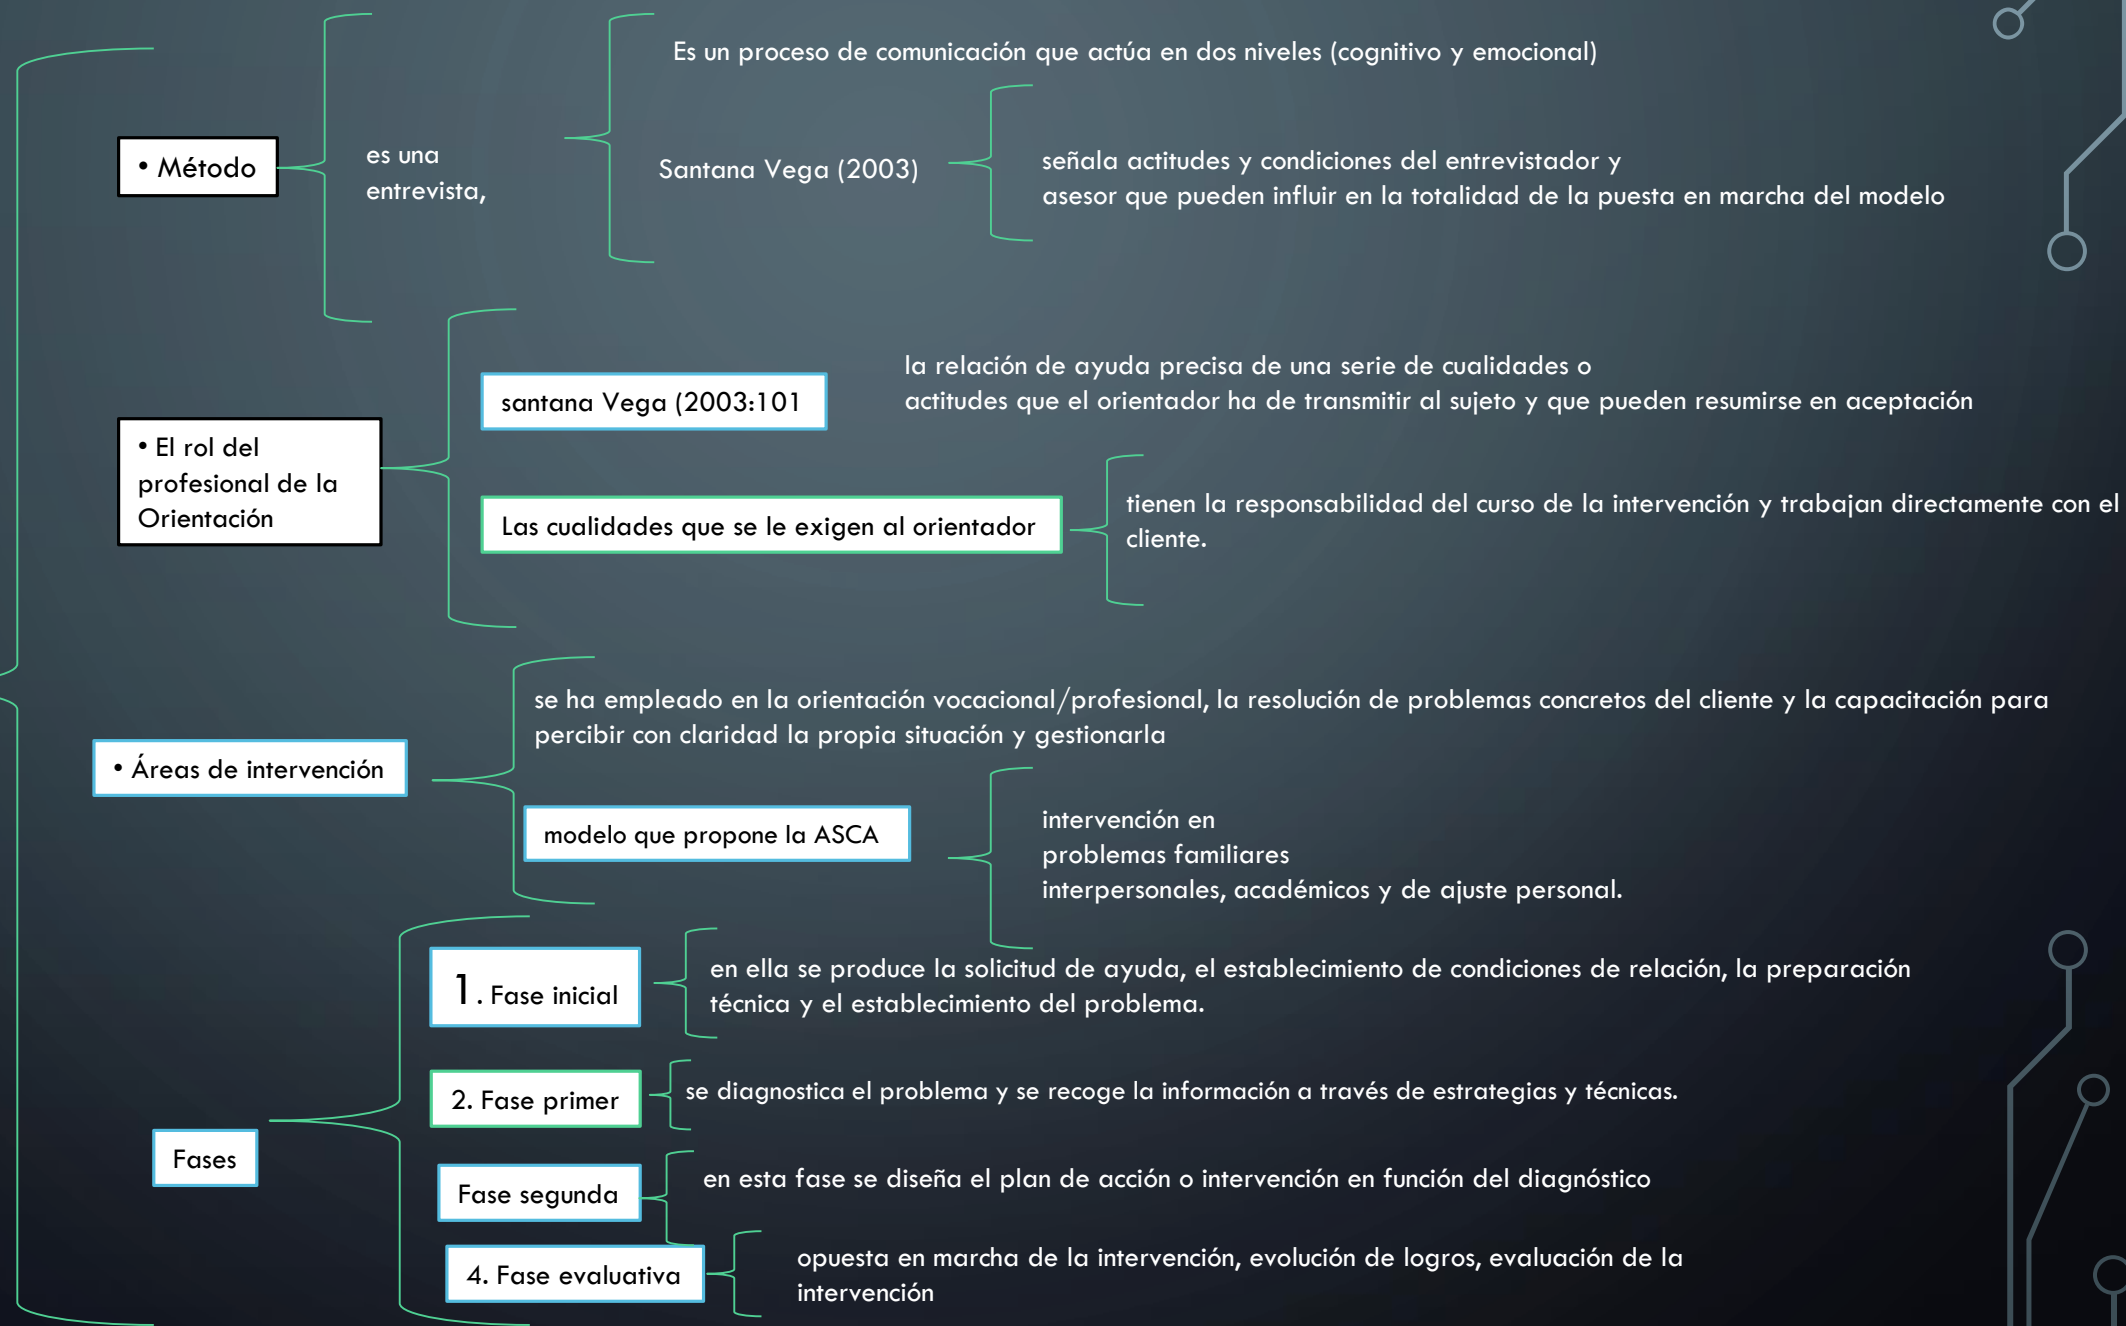 Es un proceso de comunicación que actúa en dos niveles (cognitivo y emocional)
• Método
es una
entrevista,
Santana Vega (2003)
señala actitudes y condiciones del entrevistador y
asesor que pueden influir en la totalidad de la puesta en marcha del modelo
• El rol del
profesional de la
Orientación
santana Vega (2003:101
la relación de ayuda precisa de una serie de cualidades o
actitudes que el orientador ha de transmitir al sujeto y que pueden resumirse en aceptación
Las cualidades que se le exigen al orientador
tienen la responsabilidad del curso de la intervención y trabajan directamente con el
cliente.
• Áreas de intervención
se ha empleado en la orientación vocacional/profesional, la resolución de problemas concretos del cliente y la capacitación para
percibir con claridad la propia situación y gestionarla
modelo que propone la ASCA
intervención en
problemas familiares
interpersonales, académicos y de ajuste personal.
Fases
1. Fase inicial
en ella se produce la solicitud de ayuda, el establecimiento de condiciones de relación, la preparación
técnica y el establecimiento del problema.
2. Fase primer
se diagnostica el problema y se recoge la información a través de estrategias y técnicas.
Fase segunda
en esta fase se diseña el plan de acción o intervención en función del diagnóstico
4. Fase evaluativa
opuesta en marcha de la intervención, evolución de logros, evaluación de la
intervención